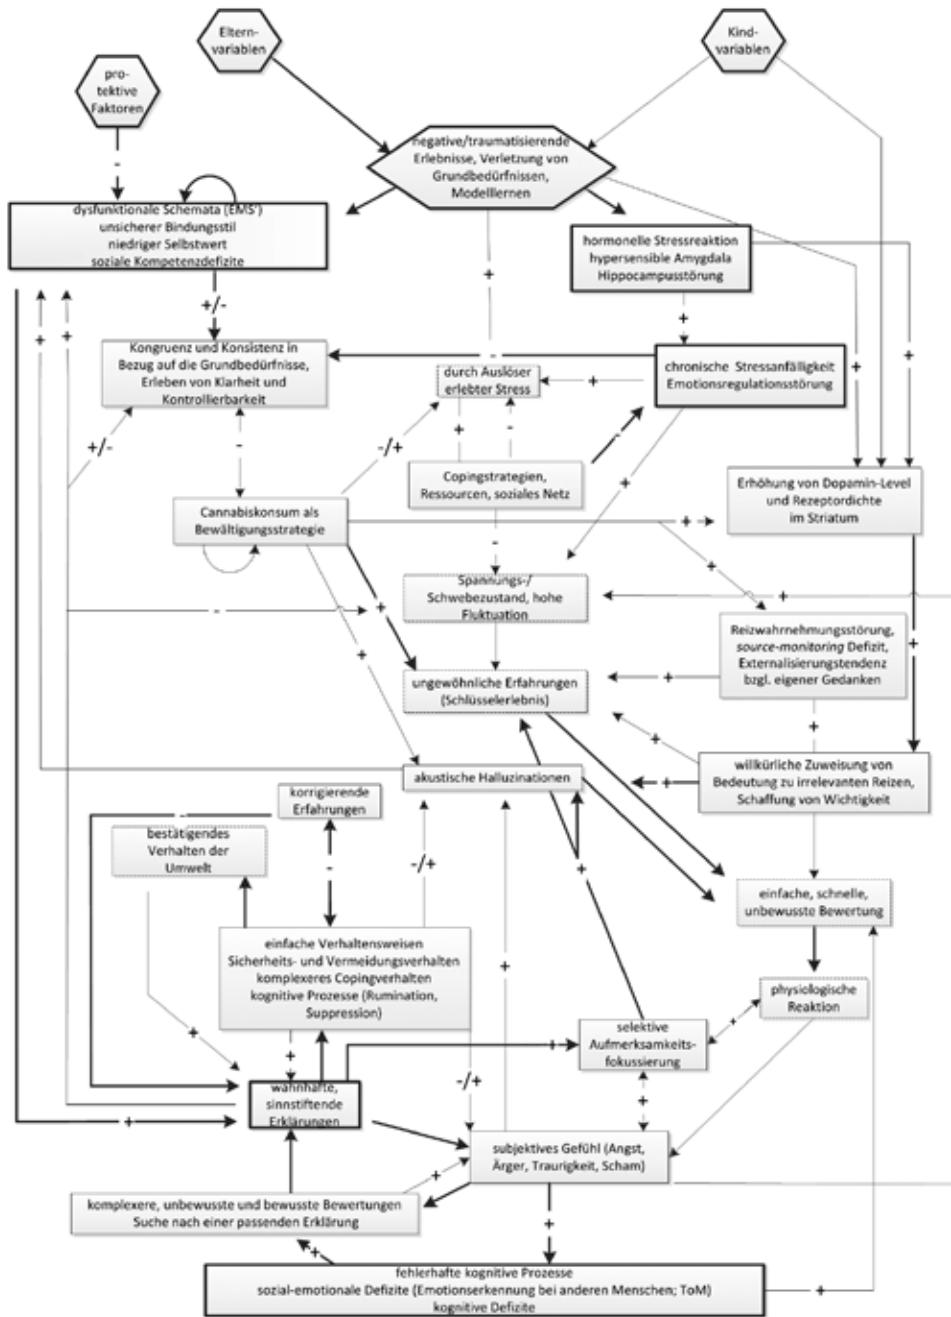 Eltern-
variablen
Kind-
variablen
pro-
tektive
Faktoren
-
negative/traumatisierende
Erlebnisse, Verletzung von
Grundbedürfnissen,
Modelllernen
dysfunktionale Schemata (EMS')
unsicherer Bindungsstil
niedriger Selbstwert
soziale Kompetenzdefizite
hormonelle Stressreaktion
hypersensible Amygdala
Hippocampusstörung
+
+
+
+/-
+
+
+
+
Kongruenz und Konsistenz in
Bezug auf die Grundbedürfnisse,
Erleben von Klarheit und
Kontrollierbarkeit
-
durch Auslöser
erlebter Stress
+
chronische Stressanfälligkeit
Emotionsregulationsstörung
+/-
-
-/+
+
-
-
Copingstrategien,
Ressourcen, soziales Netz
+
Erhöhung von Dopamin-Level
und Rezeptordichte
im Striatum
Cannabiskonsum als
Bewältigungsstrategie
+
-
+
Spannungs-/
Schwebezustand, hohe
Fluktuation
+
-
+
+
Reizwahrnehmungsstörung,
source-monitoring Defizit,
Externalisierungstendenz
bzgl. eigener Gedanken
+
+
ungewöhnliche Erfahrungen
(Schlüsselerlebnis)
+
+
+
akustische Halluzinationen
+
willkürliche Zuweisung von
Bedeutung zu irrelevanten Reizen,
Schaffung von Wichtigkeit
korrigierende
Erfahrungen
-
bestätigendes
Verhalten der
Umwelt
-
-/+
+
einfache, schnelle,
unbewusste Bewertung
einfache Verhaltensweisen
Sicherheits- und Vermeidungsverhalten
komplexeres Copingverhalten
kognitive Prozesse (Rumination,
Suppression)
+
physiologische
Reaktion
+
+
+
selektive
Aufmerksamkeits-
fokussierung
+
-/+
+
wahnhafte,
sinnstiftende
Erklärungen
+
subjektives Gefühl (Angst,
Ärger, Traurigkeit, Scham)
+
komplexere, unbewusste und bewusste Bewertungen
Suche nach einer passenden Erklärung
+
+
fehlerhafte kognitive Prozesse
sozial-emotionale Defizite (Emotionserkennung bei anderen Menschen; ToM)
kognitive Defizite
+